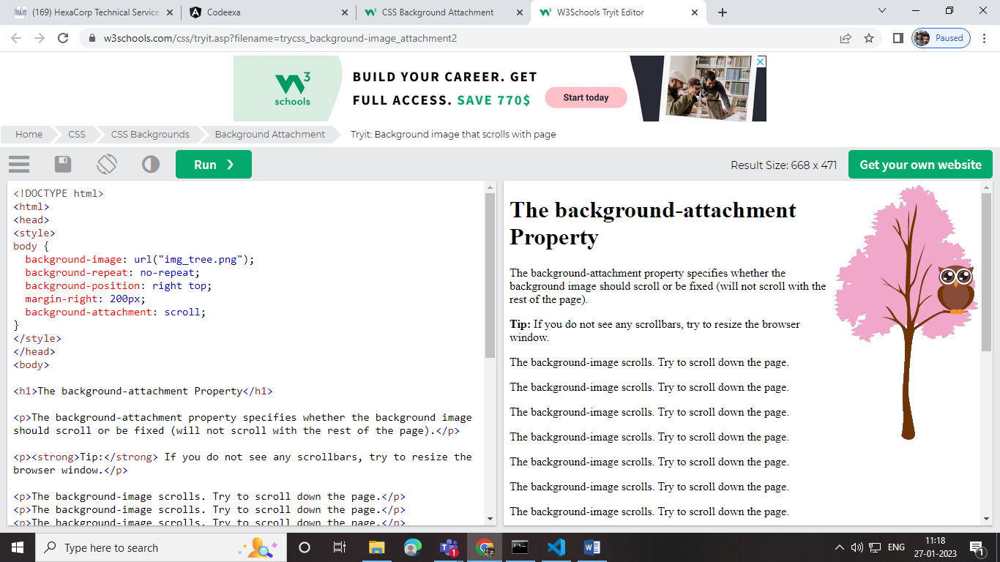 (169) HexaCorp Technical Service
Codeexa
CSS Background Attachment
W3Schools Tryit Editor
w3schools.com/css/tryit.asp?filename=trycss_background-image_attachment2
Paused
3
schools
BUILD YOUR CAREER. GET
FULL ACCESS. SAVE 770$
Start today
Home
CSS
CSS Backgrounds
Background Attachment
Tryit: Background image that scrolls with page
Run ❯
Result Size: 668 x 471
Get your own website
<!DOCTYPE html>
<html>
<head>
<style>
body {
  background-image: url("img_tree.png");
  background-repeat: no-repeat;
  background-position: right top;
  margin-right: 200px;
  background-attachment: scroll;
}
</style>
</head>
<body>
<h1>The background-attachment Property</h1>
<p>The background-attachment property specifies whether the background image
should scroll or be fixed (will not scroll with the rest of the page).</p>
<p><strong>Tip:</strong> If you do not see any scrollbars, try to resize the
browser window.</p>
<p>The background-image scrolls. Try to scroll down the page.</p>
<p>The background-image scrolls. Try to scroll down the page.</p>
<p>The background-image scrolls. Try to scroll down the page.</p>
The background-attachment
Property
The background-attachment property specifies whether the
background image should scroll or be fixed (will not scroll with the
rest of the page).
Tip: If you do not see any scrollbars, try to resize the browser
window.
The background-image scrolls. Try to scroll down the page.
The background-image scrolls. Try to scroll down the page.
The background-image scrolls. Try to scroll down the page.
The background-image scrolls. Try to scroll down the page.
The background-image scrolls. Try to scroll down the page.
The background-image scrolls. Try to scroll down the page.
The background-image scrolls. Try to scroll down the page.
Type here to search
1
ENG
11:18
27-01-2023
1